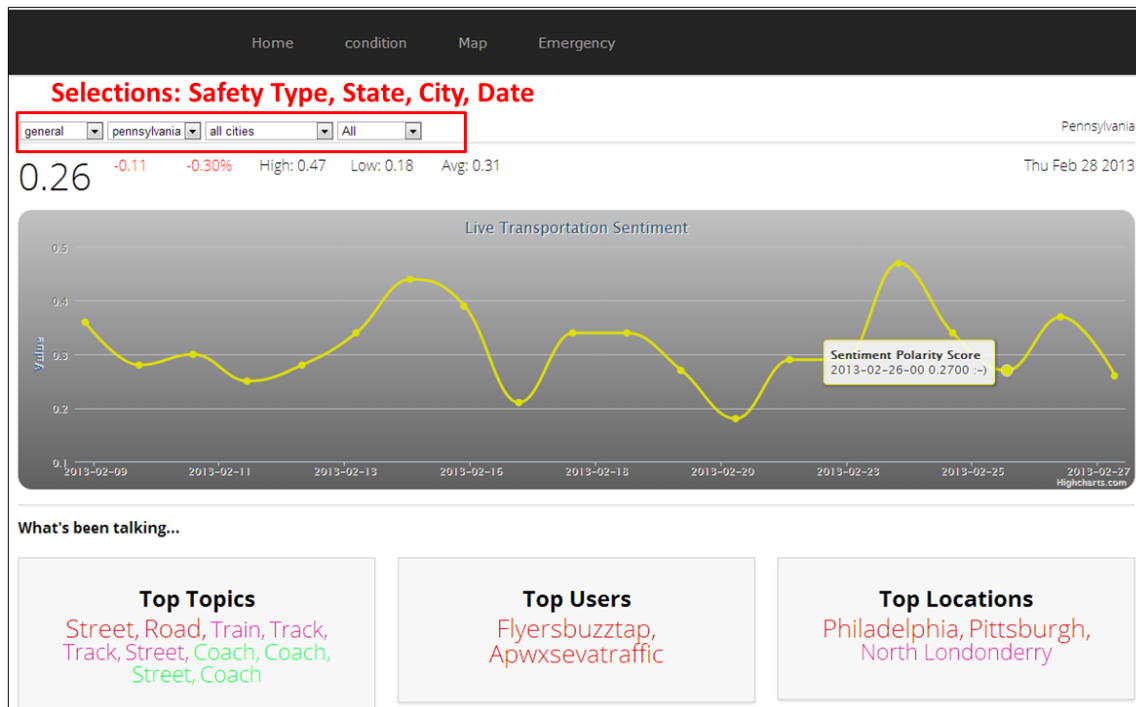 Home condition Map Emergency
Selections: Safety Type, State, City, Date
general pennsylvania all cities All
Pennsylvania
0.26 -0.11 -0.30% High: 0.47 Low: 0.18 Avg: 0.31
Thu Feb 28 2013
Live Transportation Sentiment
0.5
0.4
Value
0.3
0.2
0.1
Sentiment Polarity Score
2013-02-26-00 0.2700 :-)
2013-02-09 2013-02-11 2013-02-13 2013-02-16 2013-02-18 2013-02-20 2013-02-23 2013-02-25 2013-02-27
Highcharts.com
What's been talking...
Top Topics
Street, Road, Train, Track,
Track, Street, Coach, Coach,
Street, Coach
Top Users
Flyersbuzztap,
Apwxsevatraffic
Top Locations
Philadelphia, Pittsburgh,
North Londonderry